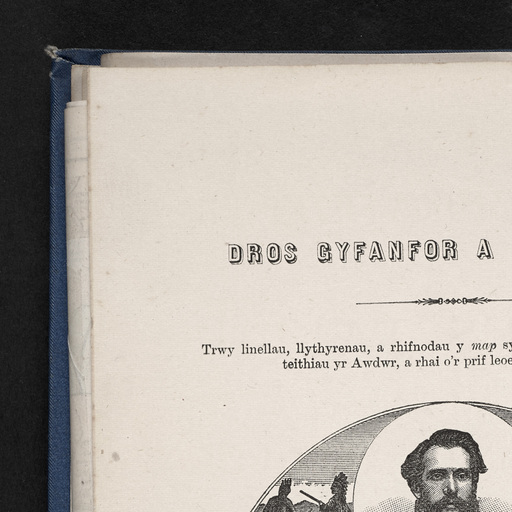 DROS GYFANFOR A
Trwy linellau, llythyrenau, a rhifnodau y map sy
teithiau yr Awdwr, a rhai o'r prif leoe